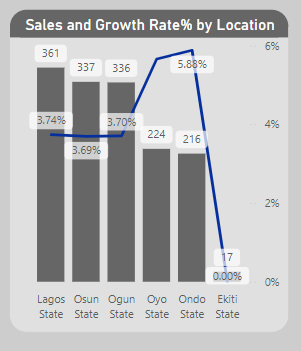 Sales and Growth Rate% by Location
361
337
336
224
216
17
3.74%
3.69%
3.70%
5.88%
0.00%
6%
4%
2%
0%
Lagos State
Osun State
Ogun State
Oyo State
Ondo State
Ekiti State